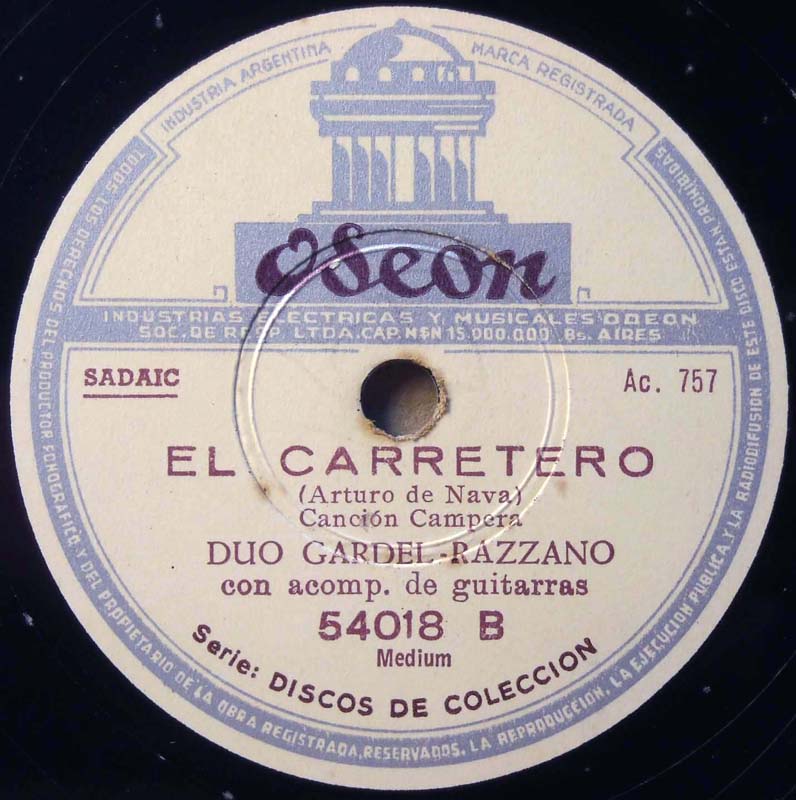 INDUSTRIA ARGENTINA
MARCA REGISTRADA
Odeon
INDUSTRIAS ELECTRICAS Y MUSICALES ODEON
SOC. DE RESP. LTDA. CAP. M$N 15.000.000 Bs. AIRES
SADAIC
Ac. 757
EL CARRETERO
(Arturo de Nava)
Canción Campera
DUO GARDEL-RAZZANO
con acomp. de guitarras
54018 B
Medium
Serie: DISCOS DE COLECCION
TODOS LOS DERECHOS DEL PRODUCTOR FONOGRAFICO Y DEL PROPIETARIO DE LA OBRA REGISTRADA, RESERVADOS. LA REPRODUCCION, LA EJECUCION PUBLICA Y LA RADIODIFUSION DE ESTE DISCO ESTAN PROHIBIDAS